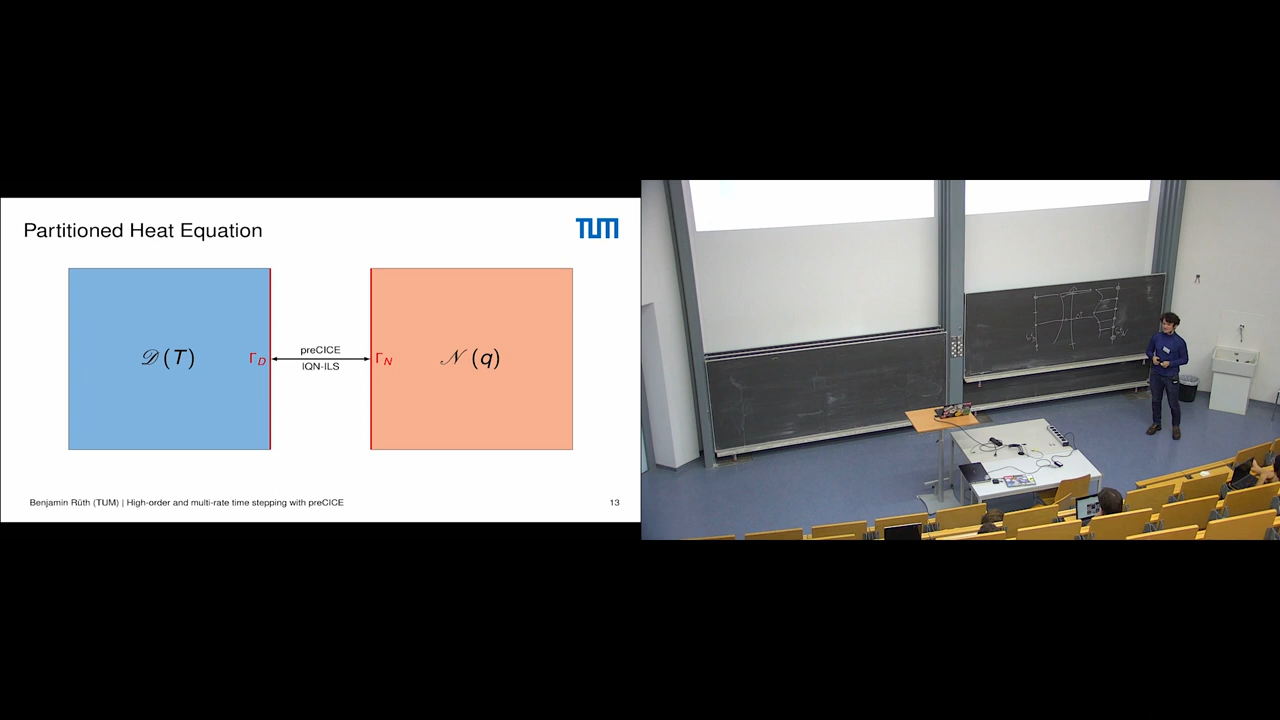 Partitioned Heat Equation
TUM
𝒟(T)
Γ_D
preCICE
IQN-ILS
Γ_N
𝒩(q)
Benjamin Rüth (TUM) | High-order and multi-rate time stepping with preCICE
13